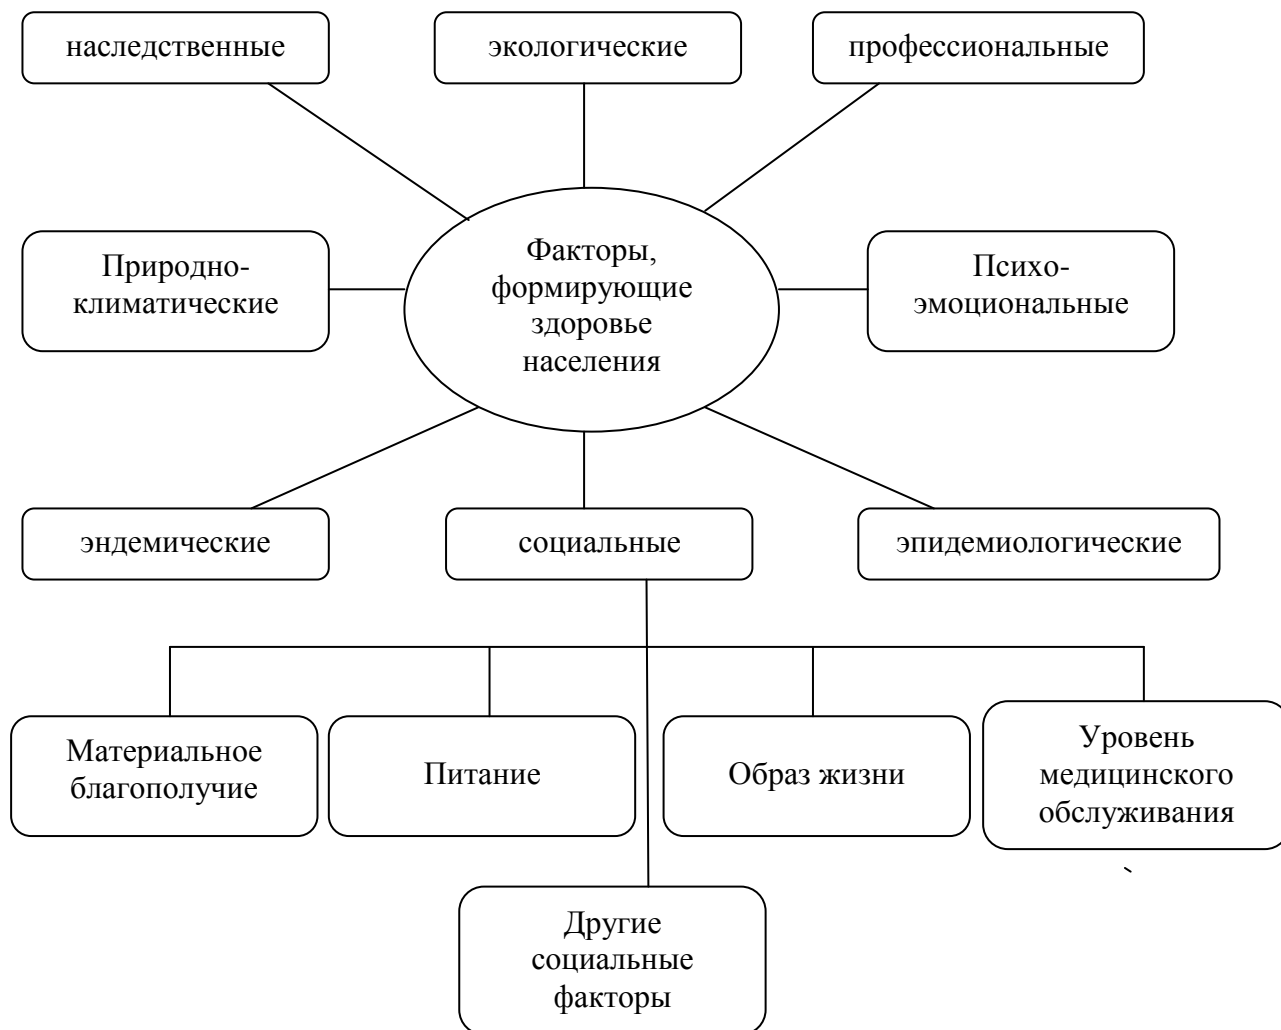 наследственные
экологические
профессиональные
Природно-
климатические
Факторы,
формирующие
здоровье
населения
Психо-
эмоциональные
эндемические
социальные
эпидемиологические
Материальное
благополучие
Питание
Образ жизни
Уровень
медицинского
обслуживания
Другие
социальные
факторы